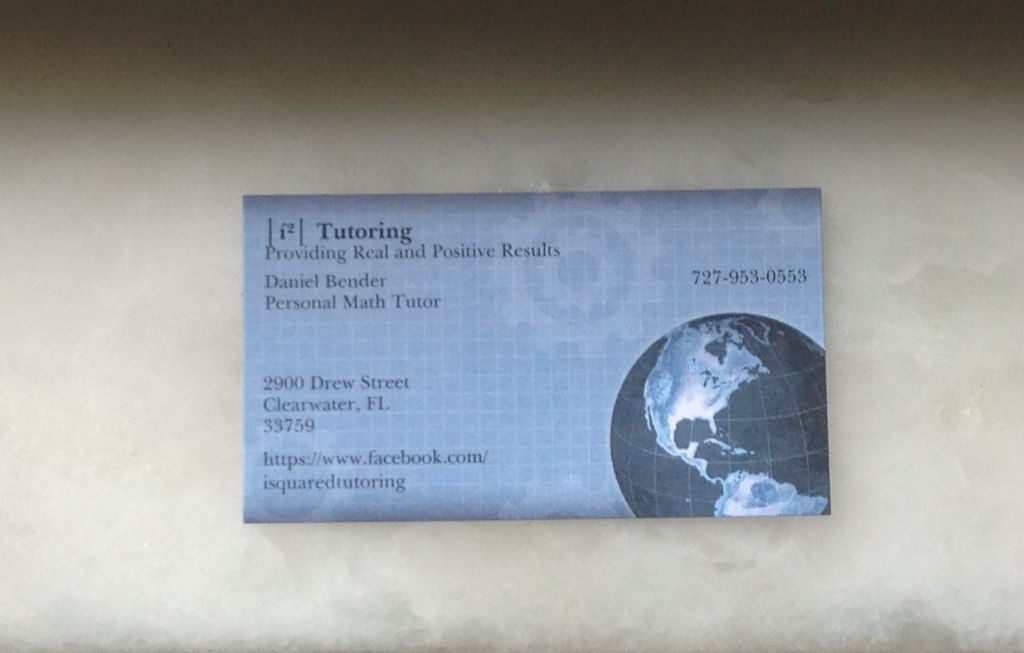 |i²| Tutoring
Providing Real and Positive Results
Daniel Bender
Personal Math Tutor
727-953-0553
2900 Drew Street
Clearwater, FL
33759
https://www.facebook.com/
isquaredtutoring